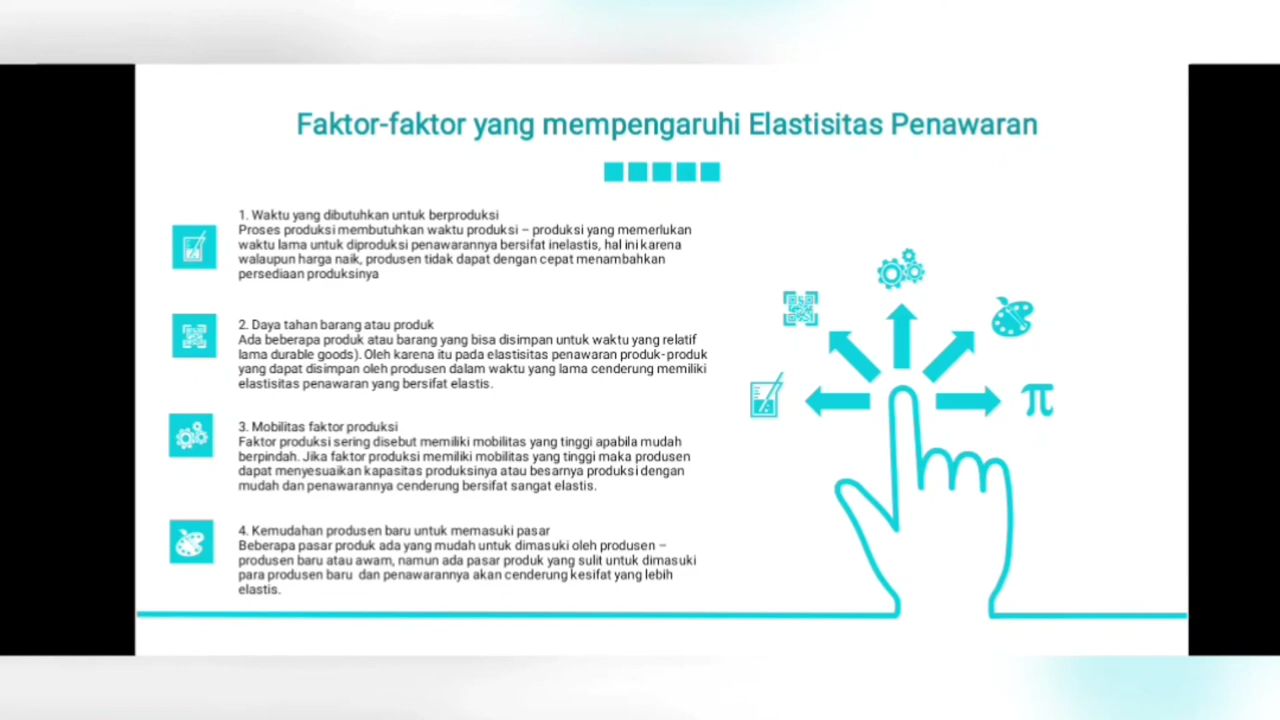 Faktor-faktor yang mempengaruhi Elastisitas Penawaran
1. Waktu yang dibutuhkan untuk berproduksi
Proses produksi membutuhkan waktu produksi – produksi yang memerlukan
waktu lama untuk diproduksi penawarannya bersifat inelastis, hal ini karena
walaupun harga naik, produsen tidak dapat dengan cepat menambahkan
persediaan produksinya
2. Daya tahan barang atau produk
Ada beberapa produk atau barang yang bisa disimpan untuk waktu yang relatif
lama durable goods). Oleh karena itu pada elastisitas penawaran produk-produk
yang dapat disimpan oleh produsen dalam waktu yang lama cenderung memiliki
elastisitas penawaran yang bersifat elastis.
3. Mobilitas faktor produksi
Faktor produksi sering disebut memiliki mobilitas yang tinggi apabila mudah
berpindah. Jika faktor produksi memiliki mobilitas yang tinggi maka produsen
dapat menyesuaikan kapasitas produksinya atau besarnya produksi dengan
mudah dan penawarannya cenderung bersifat sangat elastis.
4. Kemudahan produsen baru untuk memasuki pasar
Beberapa pasar produk ada yang mudah untuk dimasuki oleh produsen –
produsen baru atau awam, namun ada pasar produk yang sulit untuk dimasuki
para produsen baru dan penawarannya akan cenderung kesifat yang lebih
elastis.
π